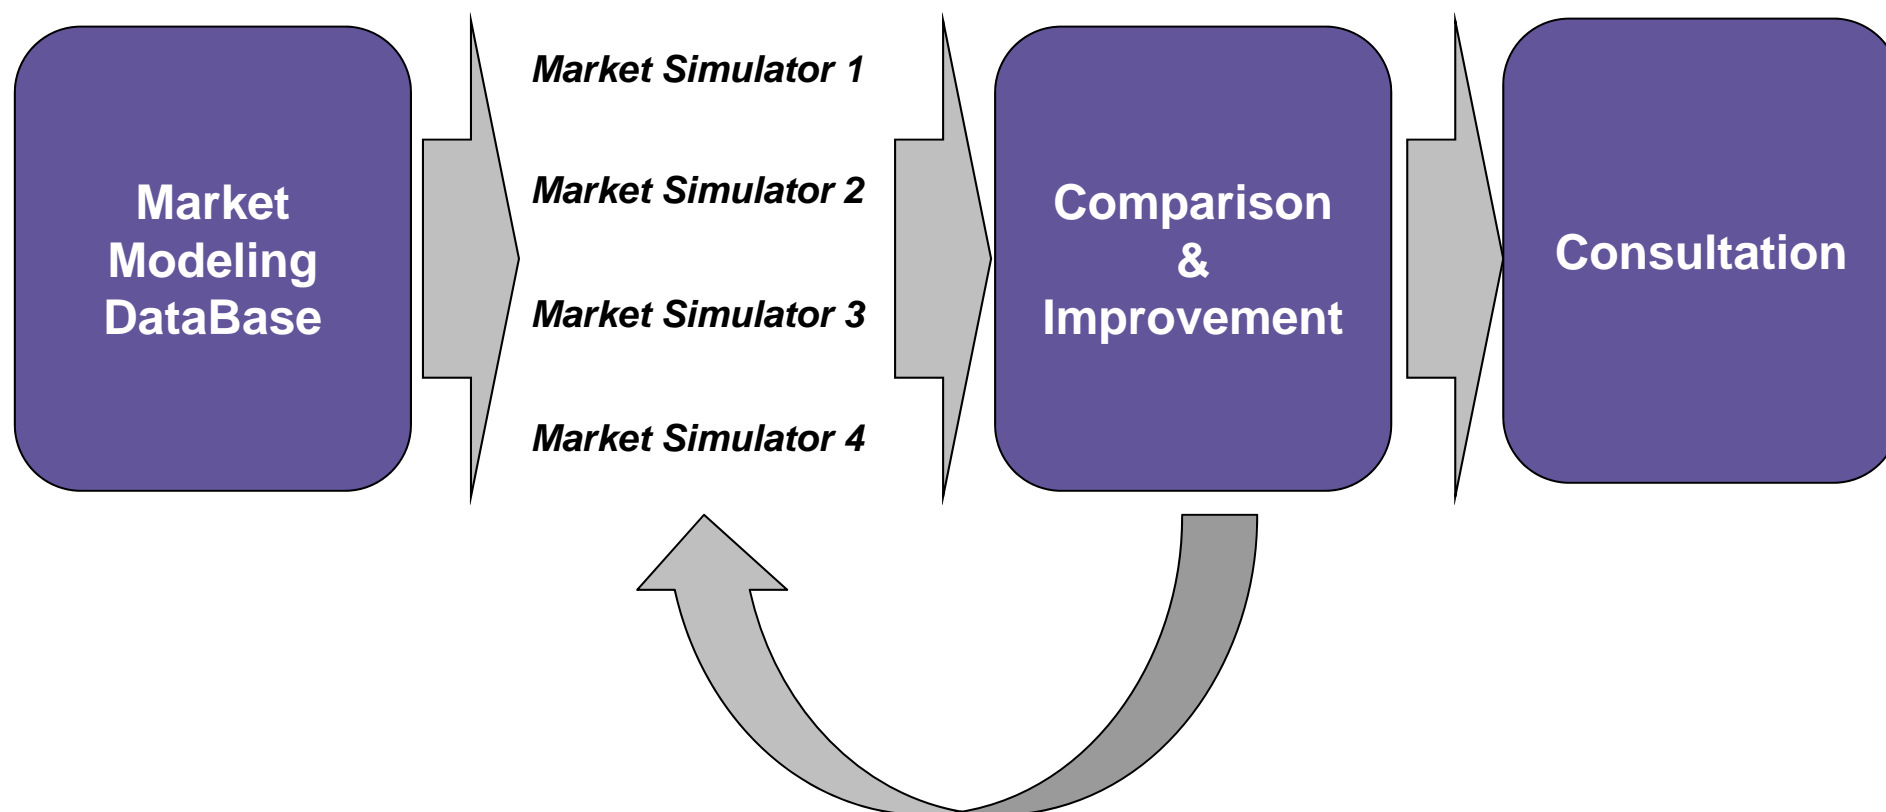 Market
Modeling
DataBase
Market Simulator 1
Market Simulator 2
Market Simulator 3
Market Simulator 4
Comparison
&
Improvement
Consultation